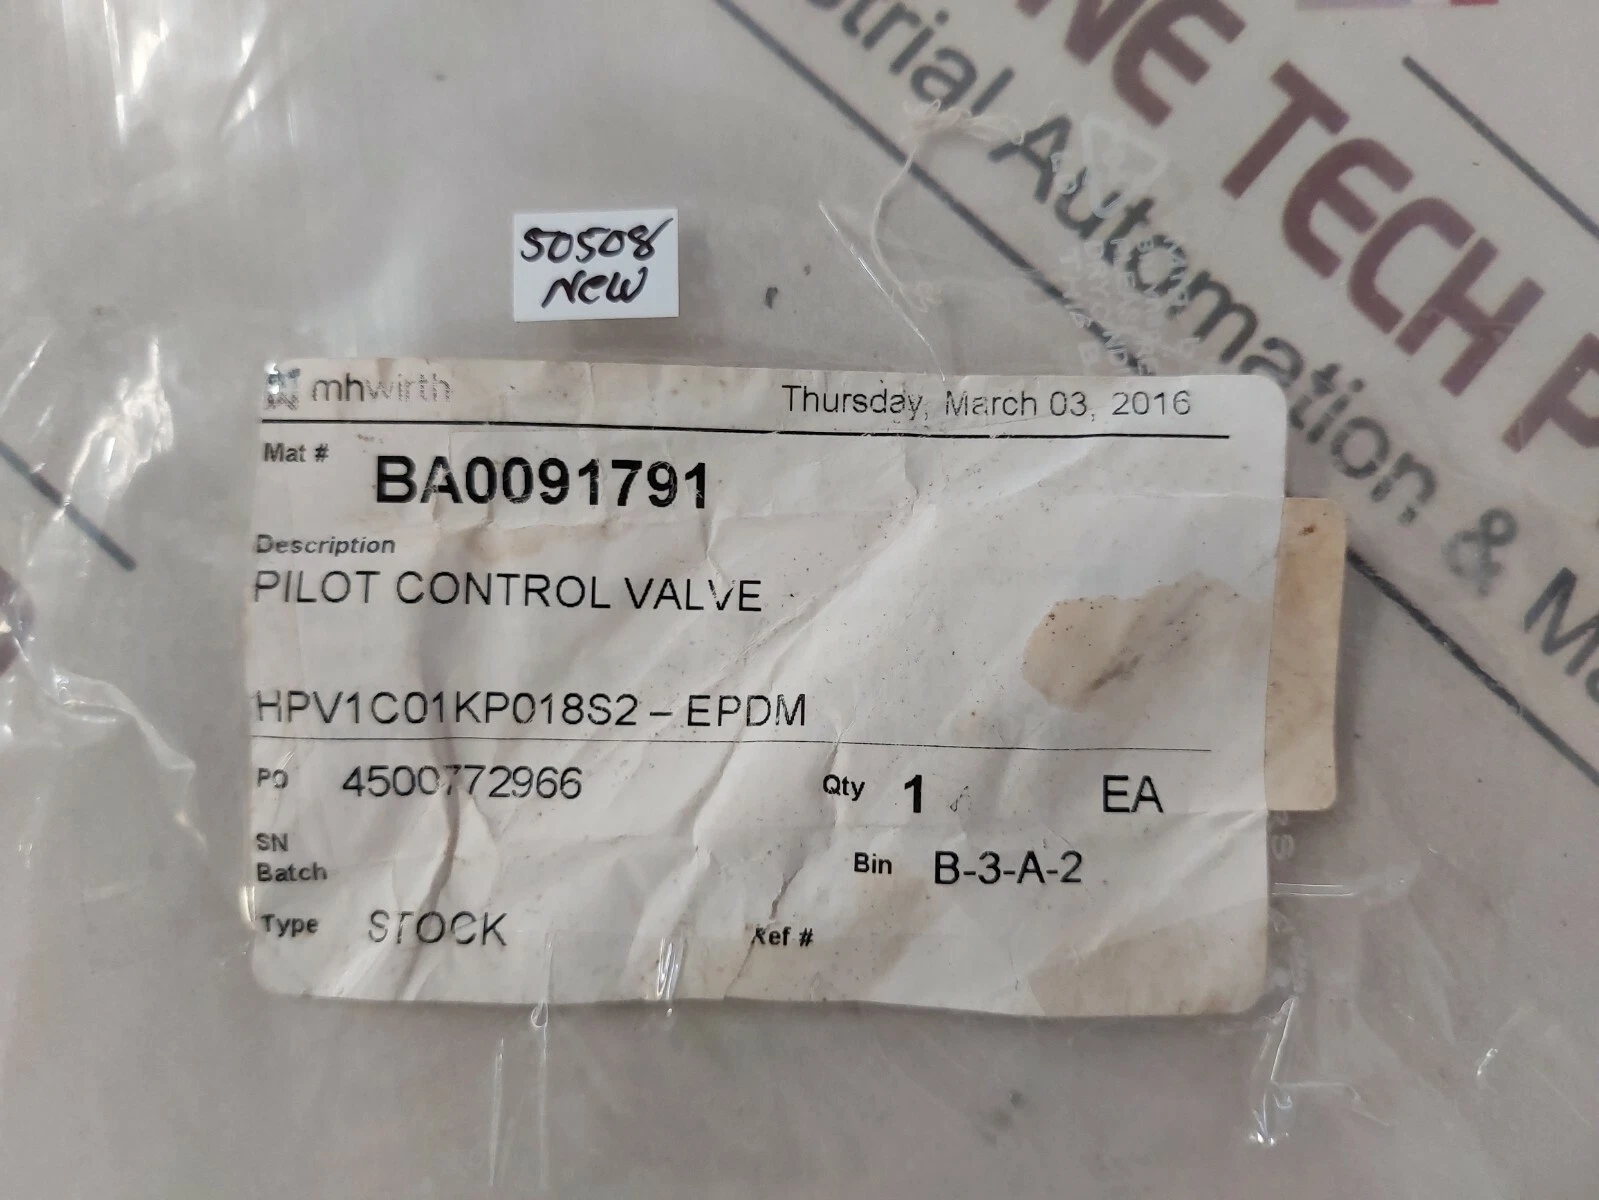 NE TECH P
strial Automation & Ma
50508
New
mhwirth
Thursday, March 03, 2016
Mat #
BA0091791
Description
PILOT CONTROL VALVE
HPV1C01KP018S2 – EPDM
PO 4500772966
Qty 1 EA
SN
Batch
Bin B-3-A-2
Type STOCK
Ref #